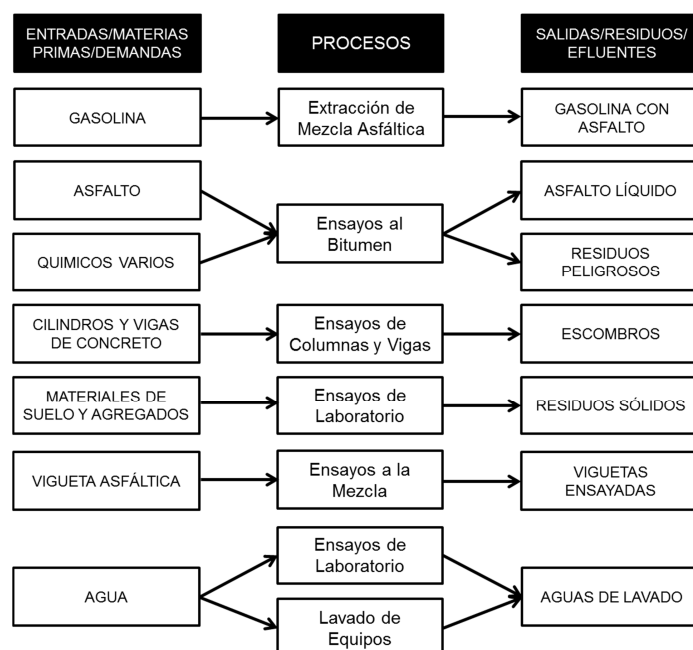 ENTRADAS/MATERIAS
PRIMAS/DEMANDAS
PROCESOS
SALIDAS/RESIDUOS/
EFLUENTES
GASOLINA
Extracción de
Mezcla Asfáltica
GASOLINA CON
ASFALTO
ASFALTO
QUIMICOS VARIOS
Ensayos al
Bitumen
ASFALTO LÍQUIDO
RESIDUOS
PELIGROSOS
CILINDROS Y VIGAS
DE CONCRETO
Ensayos de
Columnas y Vigas
ESCOMBROS
MATERIALES DE
SUELO Y AGREGADOS
Ensayos de
Laboratorio
RESIDUOS SÓLIDOS
VIGUETA ASFÁLTICA
Ensayos a la
Mezcla
VIGUETAS
ENSAYADAS
AGUA
Ensayos de
Laboratorio
Lavado de
Equipos
AGUAS DE LAVADO